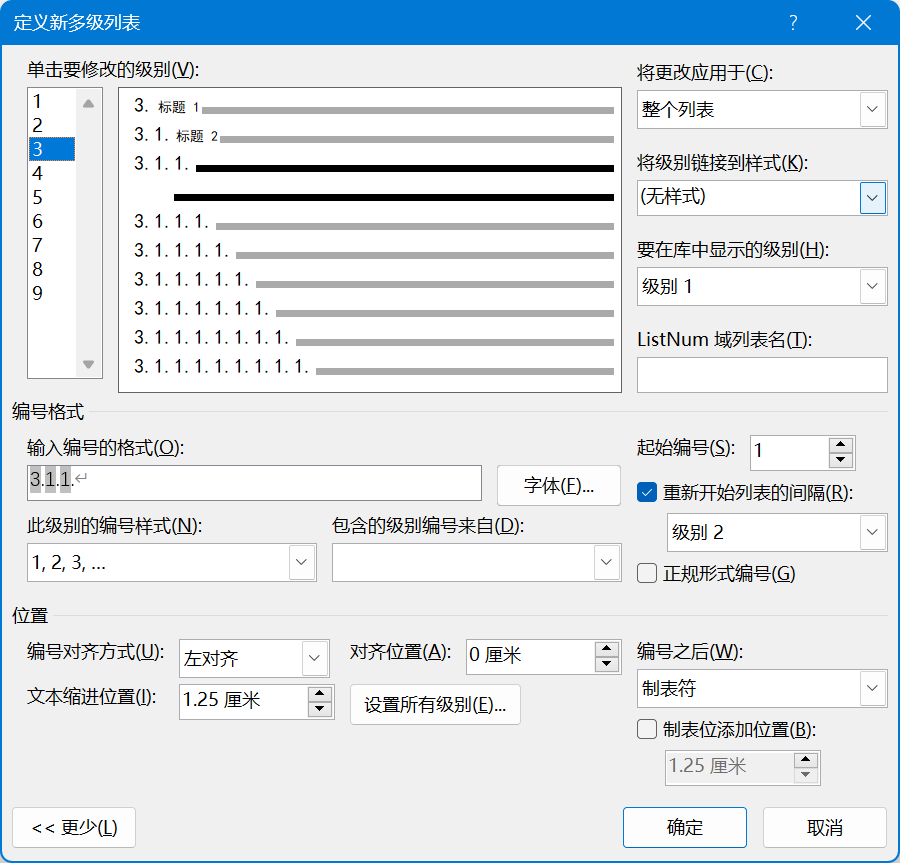 定义新多级列表 ?
单击要修改的级别(V):
1
2
3
4
5
6
7
8
9
3. 标题 1
3. 1. 标题 2
3. 1. 1.
3. 1. 1. 1.
3. 1. 1. 1. 1.
3. 1. 1. 1. 1. 1.
3. 1. 1. 1. 1. 1. 1.
3. 1. 1. 1. 1. 1. 1. 1.
3. 1. 1. 1. 1. 1. 1. 1. 1.
将更改应用于(C):
整个列表
将级别链接到样式(K):
(无样式)
要在库中显示的级别(H):
级别 1
ListNum 域列表名(T):
编号格式
输入编号的格式(O):
3.1.1.↵
字体(F)...
此级别的编号样式(N):
1, 2, 3, ...
包含的级别编号来自(D):
起始编号(S):
1
重新开始列表的间隔(R):
级别 2
正规形式编号(G)
位置
编号对齐方式(U):
左对齐
对齐位置(A):
0 厘米
文本缩进位置(I):
1.25 厘米
设置所有级别(E)...
编号之后(W):
制表符
制表位添加位置(B):
1.25 厘米
<< 更少(L)
确定
取消